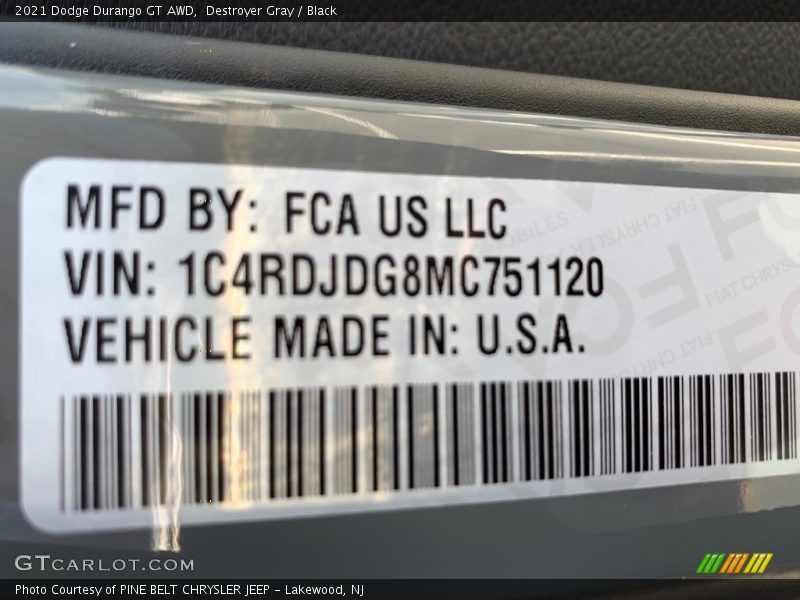 2021 Dodge Durango GT AWD,  Destroyer Gray / Black
MFD BY: FCA US LLC
VIN: 1C4RDJDG8MC751120
VEHICLE MADE IN: U.S.A.
GTCARLOT.COM
Photo Courtesy of PINE BELT CHRYSLER JEEP – Lakewood, NJ